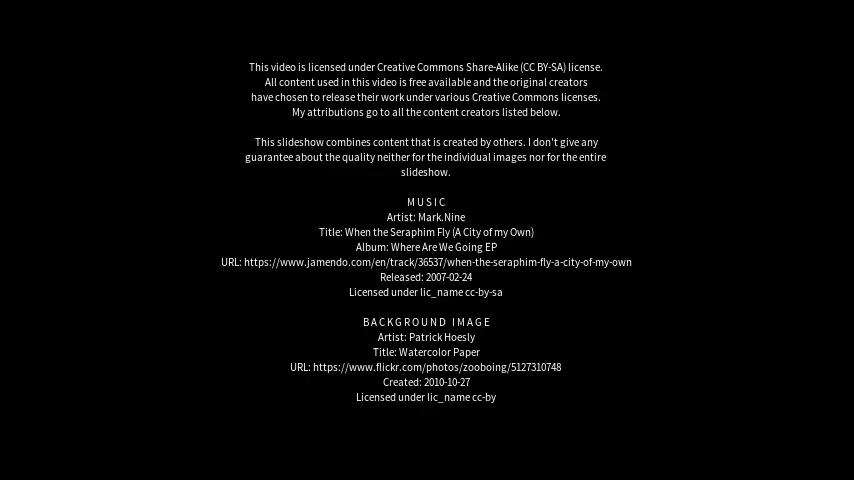 This video is licensed under Creative Commons Share-Alike (CC BY-SA) license.
All content used in this video is free available and the original creators
have chosen to release their work under various Creative Commons licenses.
My attributions go to all the content creators listed below.
This slideshow combines content that is created by others. I don't give any
guarantee about the quality neither for the individual images nor for the entire
slideshow.
MUSIC
Artist: Mark.Nine
Title: When the Seraphim Fly (A City of my Own)
Album: Where Are We Going EP
URL: https://www.jamendo.com/en/track/36537/when-the-seraphim-fly-a-city-of-my-own
Released: 2007-02-24
Licensed under lic_name cc-by-sa
BACKGROUND IMAGE
Artist: Patrick Hoesly
Title: Watercolor Paper
URL: https://www.flickr.com/photos/zooboing/5127310748
Created: 2010-10-27
Licensed under lic_name cc-by